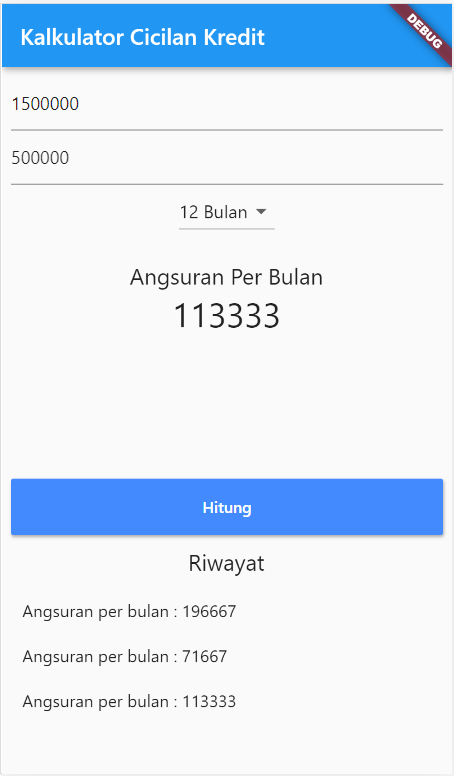 Kalkulator Cicilan Kredit
DEBUG
1500000
500000
12 Bulan
Angsuran Per Bulan
113333
Hitung
Riwayat
Angsuran per bulan : 196667
Angsuran per bulan : 71667
Angsuran per bulan : 113333